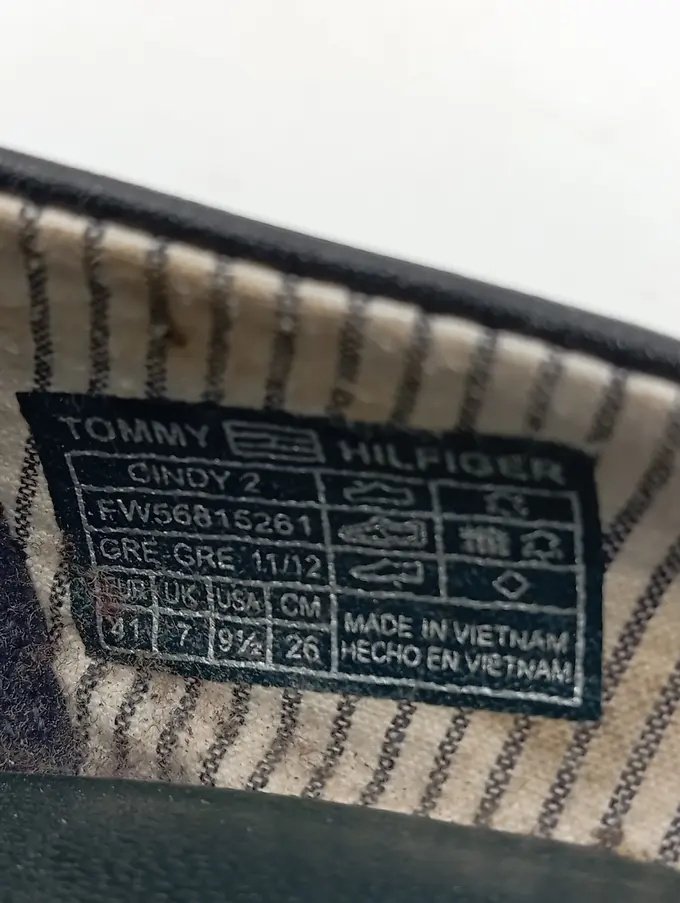 TOMMY HILFIGER
CINDY 2
FW56815261
GRE GRE 11/12
EUR UK USA CM
41 7 9½ 26
MADE IN VIETNAM
HECHO EN VIETNAM